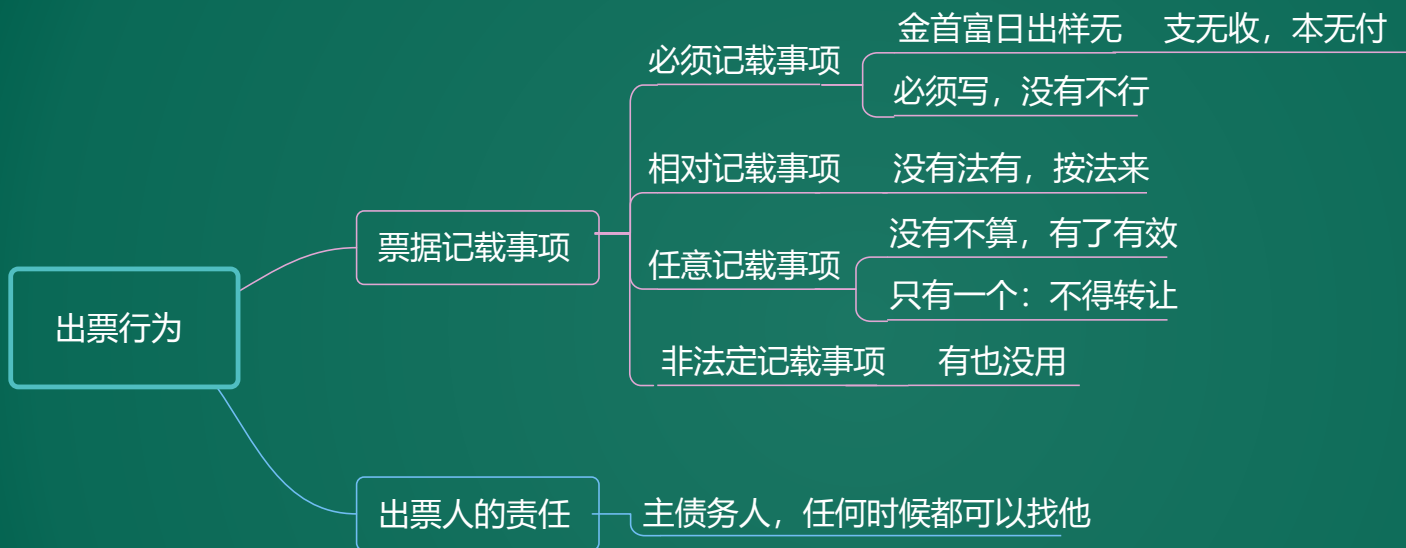 出票行为
票据记载事项
必须记载事项
金首富日出样无 支无收，本无付
必须写，没有不行
相对记载事项
没有法有，按法来
任意记载事项
没有不算，有了有效
只有一个：不得转让
非法定记载事项
有也没用
出票人的责任
主债务人，任何时候都可以找他